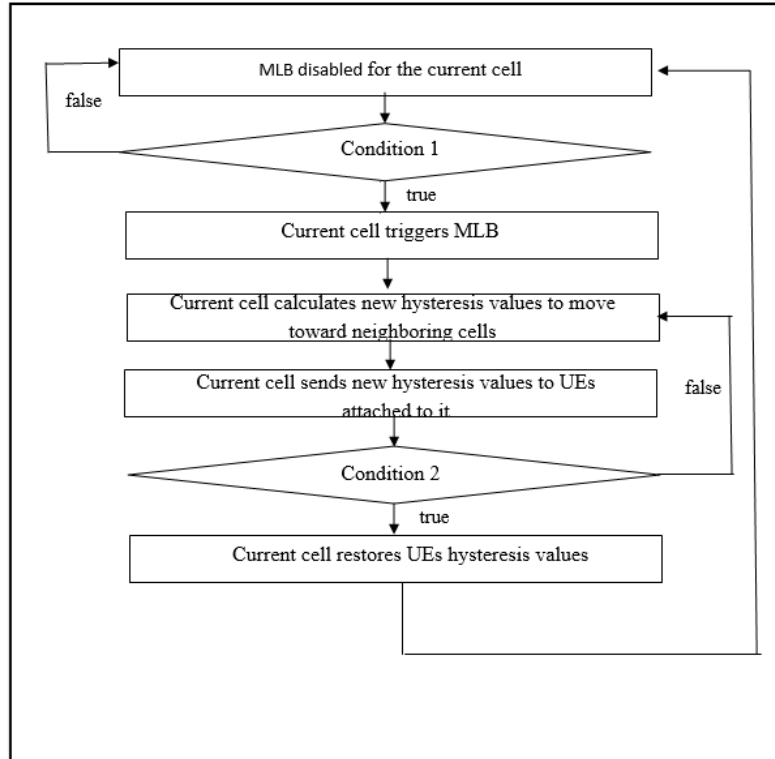 MLB disabled for the current cell
false
Condition 1
true
Current cell triggers MLB
Current cell calculates new hysteresis values to move
toward neighboring cells
Current cell sends new hysteresis values to UEs
attached to it
false
Condition 2
true
Current cell restores UEs hysteresis values